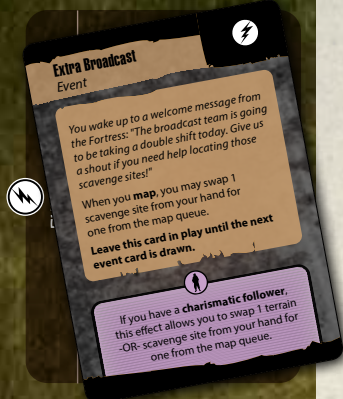 Extra Broadcast
Event
You wake up to a welcome message from
the Fortress: "The broadcast team is going
to be taking a double shift today. Give us
a shout if you need help locating those
scavenge sites!"
When you map, you may swap 1
scavenge site from your hand for
one from the map queue.
Leave this card in play until the next
event card is drawn.
If you have a charismatic follower,
this effect allows you to swap 1 terrain
-OR- scavenge site from your hand for
one from the map queue.